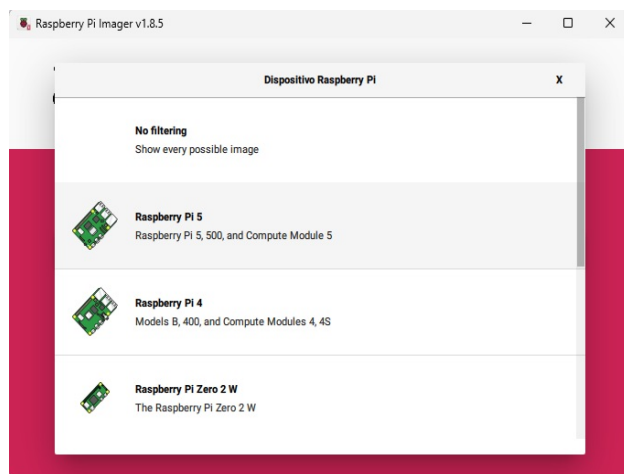 Raspberry Pi Imager v1.8.5
Dispositivo Raspberry Pi
X
No filtering
Show every possible image
Raspberry Pi 5
Raspberry Pi 5, 500, and Compute Module 5
Raspberry Pi 4
Models B, 400, and Compute Modules 4, 4S
Raspberry Pi Zero 2 W
The Raspberry Pi Zero 2 W